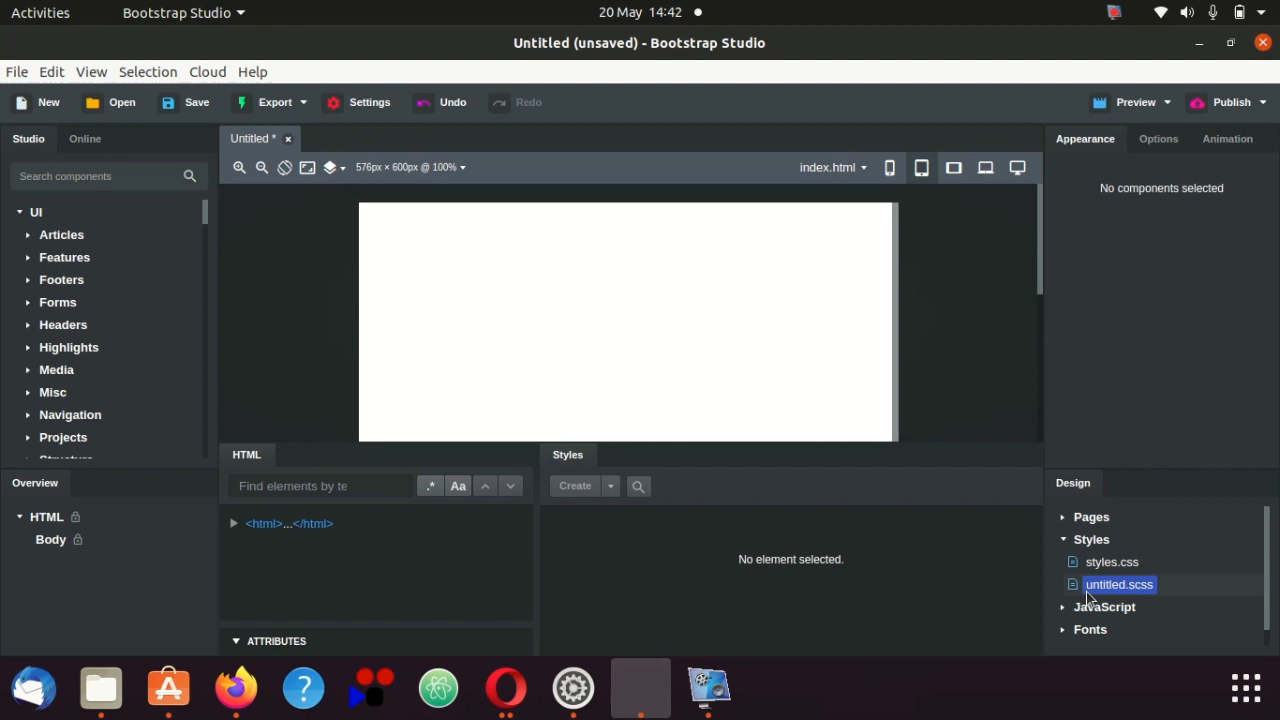 Activities
Bootstrap Studio
20 May 14:42
Untitled (unsaved) - Bootstrap Studio
File Edit View Selection Cloud Help
New Open Save Export Settings Undo Redo Preview Publish
Studio Online
Untitled *
Appearance Options Animation
Search components
576px × 600px @ 100%
index.html
No components selected
UI
Articles
Features
Footers
Forms
Headers
Highlights
Media
Misc
Navigation
Projects
Overview
HTML
Body
HTML
Find elements by te
.* Aa
<html>...</html>
ATTRIBUTES
Styles
Create
No element selected.
Design
Pages
Styles
styles.css
untitled.scss
JavaScript
Fonts